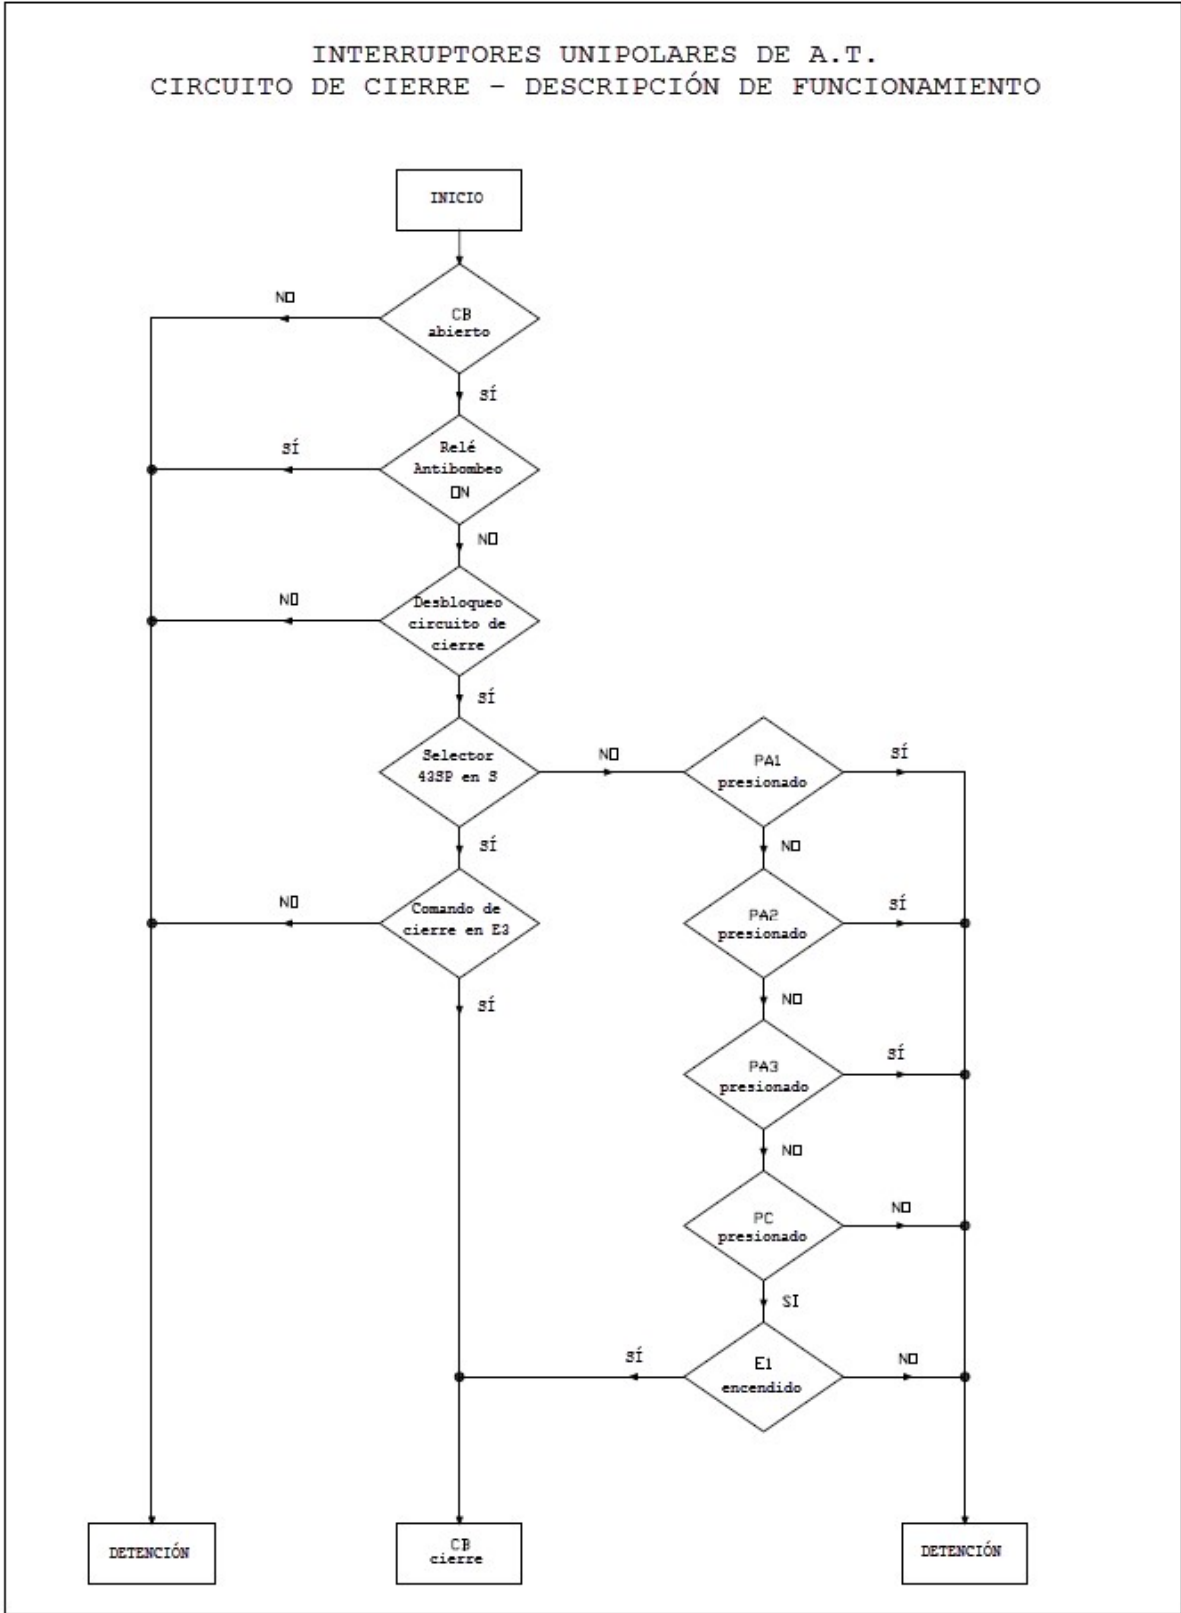 INTERRUPTORES UNIPOLARES DE A.T.
CIRCUITO DE CIERRE - DESCRIPCIÓN DE FUNCIONAMIENTO
INICIO
NO
CB
abierto
SÍ
SÍ
Relé
Antibombeo
ON
NO
NO
Desbloqueo
circuito de
cierre
SÍ
Selector
43SP en S
NO
PA1
presionado
SÍ
SÍ
NO
NO
Comando de
cierre en E3
PA2
presionado
SÍ
SÍ
NO
PA3
presionado
SÍ
NO
PC
presionado
NO
SI
SÍ
E1
encendido
NO
DETENCIÓN
CB
cierre
DETENCIÓN